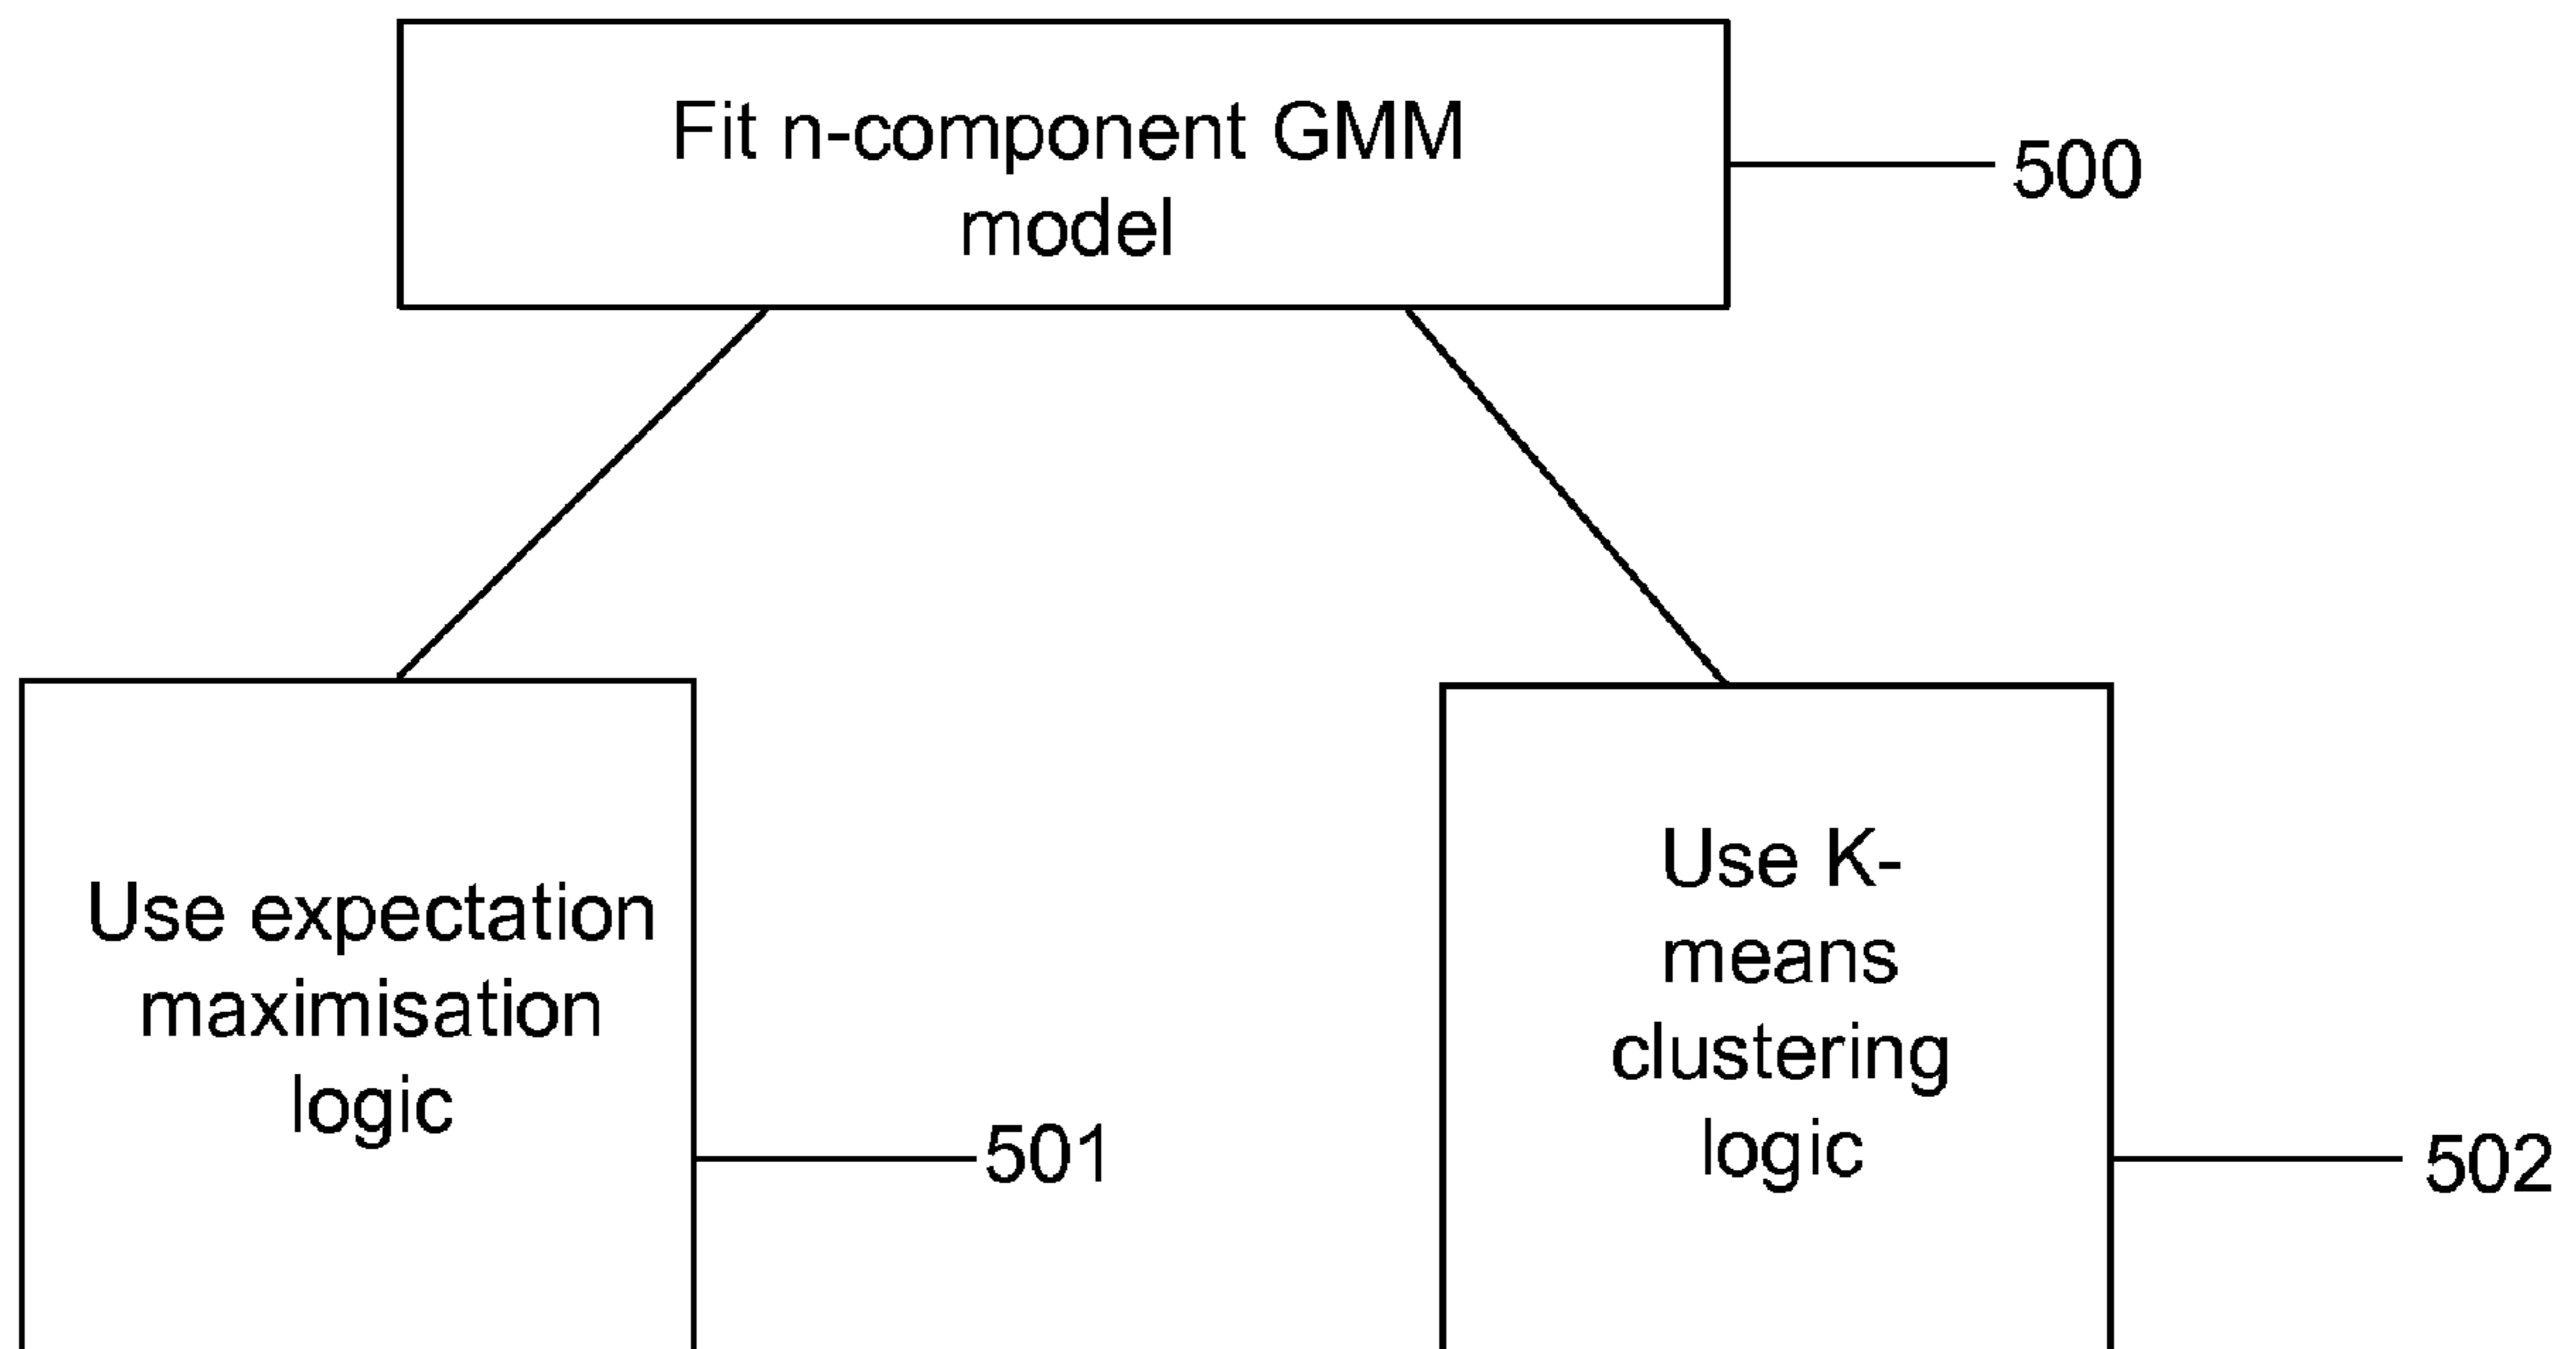 Fit n-component GMM
model
500
Use expectation
maximisation
logic
501
Use K-
means
clustering
logic
502